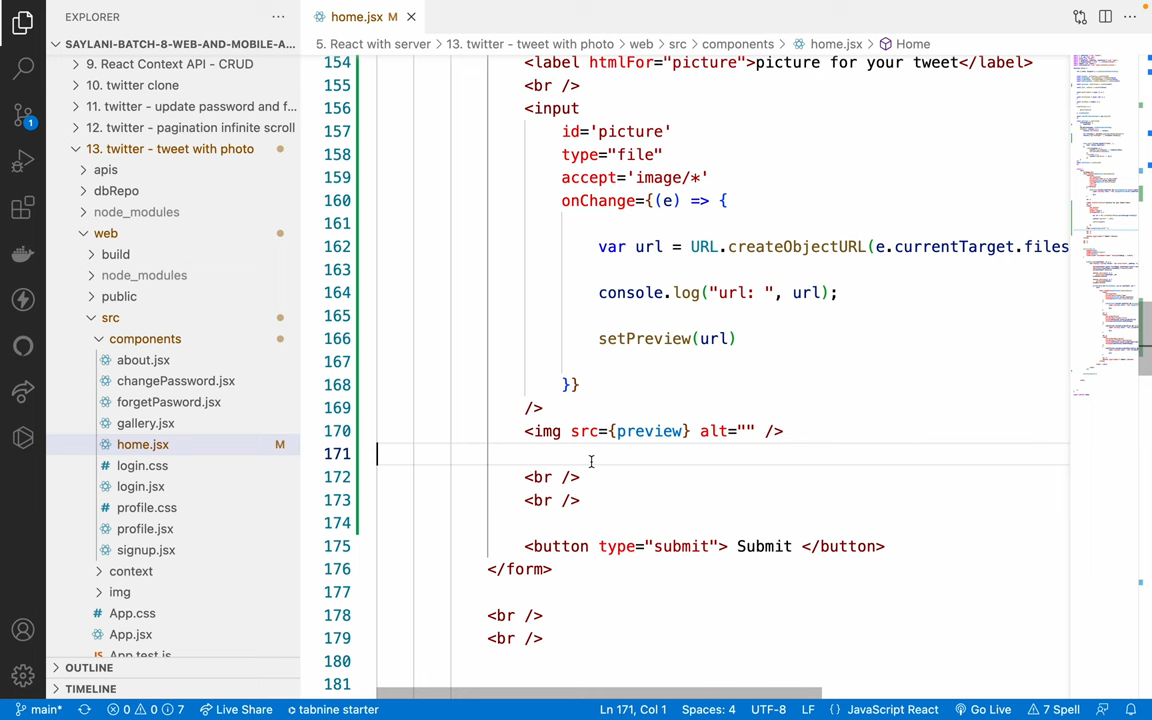 EXPLORER
home.jsx M
SAYLANI-BATCH-8-WEB-AND-MOBILE-A...
5. React with server > 13. twitter - tweet with photo > web > src > components > home.jsx > Home
9. React Context API - CRUD
10. twitter clone
11. twitter - update password and f...
12. twitter - pagination infinite scroll
13. twitter - tweet with photo
apis
dbRepo
node_modules
web
build
node_modules
public
src
components
about.jsx
changePassword.jsx
forgetPasword.jsx
gallery.jsx
home.jsx M
login.css
login.jsx
profile.css
profile.jsx
signup.jsx
context
img
App.css
App.jsx
App.test.js
OUTLINE
TIMELINE
1
154 <label htmlFor="picture">picture for your tweet</label>
155 <br />
156 <input
157 id='picture'
158 type="file"
159 accept='image/*'
160 onChange={(e) => {
161
162 var url = URL.createObjectURL(e.currentTarget.files
163
164 console.log("url: ", url);
165
166 setPreview(url)
167
168 }}
169 />
170 <img src={preview} alt="" />
171
172 <br />
173 <br />
174
175 <button type="submit"> Submit </button>
176 </form>
177
178 <br />
179 <br />
180
181
main* 0 0 7 Live Share tabnine starter Ln 171, Col 1 Spaces: 4 UTF-8 LF {} JavaScript React Go Live 7 Spell